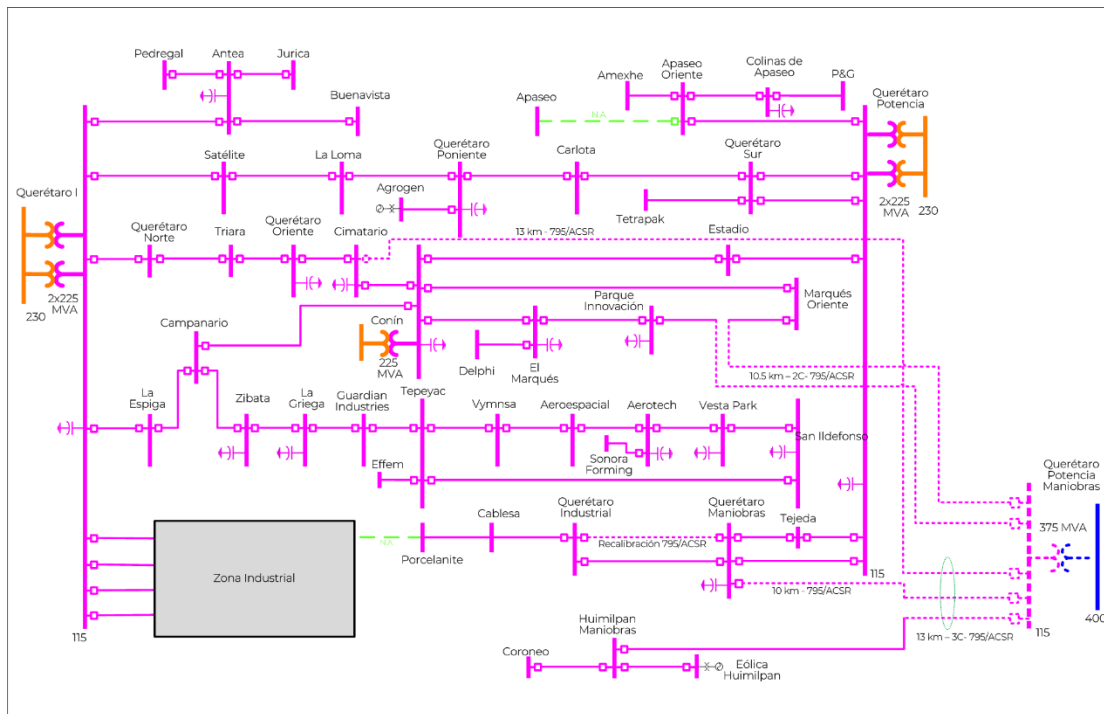 Pedregal
Antea
Jurica
Buenavista
Amexhe
Apaseo
Oriente
Colinas de
Apaseo
P&G
Apaseo
N.A.
Querétaro
Potencia
Satélite
La Loma
Querétaro
Poniente
Carlota
Querétaro
Sur
Querétaro I
Agrogen
Tetrapak
2x225
MVA
230
Querétaro
Norte
Triara
Querétaro
Oriente
Cimatario
13 km - 795/ACSR
Estadio
2x225
MVA
230
Campanario
Conín
225
MVA
Parque
Innovación
Marqués
Oriente
Delphi
El
Marqués
10.5 km – 2C- 795/ACSR
La
Espiga
Zibata
La
Griega
Guardian
Industries
Tepeyac
Vymnsa
Aeroespacial
Aerotech
Vesta Park
San Ildefonso
Sonora
Forming
Effem
Querétaro
Potencia
Maniobras
375 MVA
Cablesa
Querétaro
Industrial
Querétaro
Maniobras
Tejeda
N.A.
Porcelanite
Recalibración 795/ACSR
115
Zona Industrial
10 km - 795/ACSR
400
115
115
13 km – 3C- 795/ACSR
Huimilpan
Maniobras
Coroneo
Eólica
Huimilpan